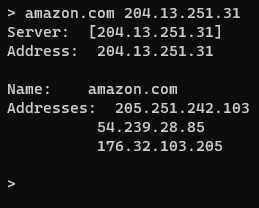 > amazon.com 204.13.251.31
Server:  [204.13.251.31]
Address:  204.13.251.31

Name:    amazon.com
Addresses:  205.251.242.103
          54.239.28.85
          176.32.103.205

>